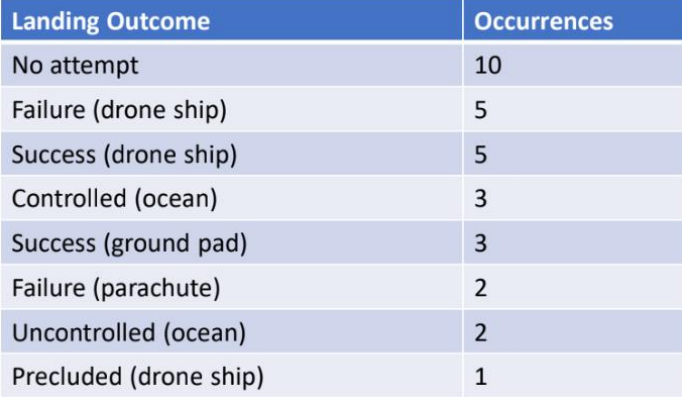 Landing Outcome Occurrences
No attempt 10
Failure (drone ship) 5
Success (drone ship) 5
Controlled (ocean) 3
Success (ground pad) 3
Failure (parachute) 2
Uncontrolled (ocean) 2
Precluded (drone ship) 1